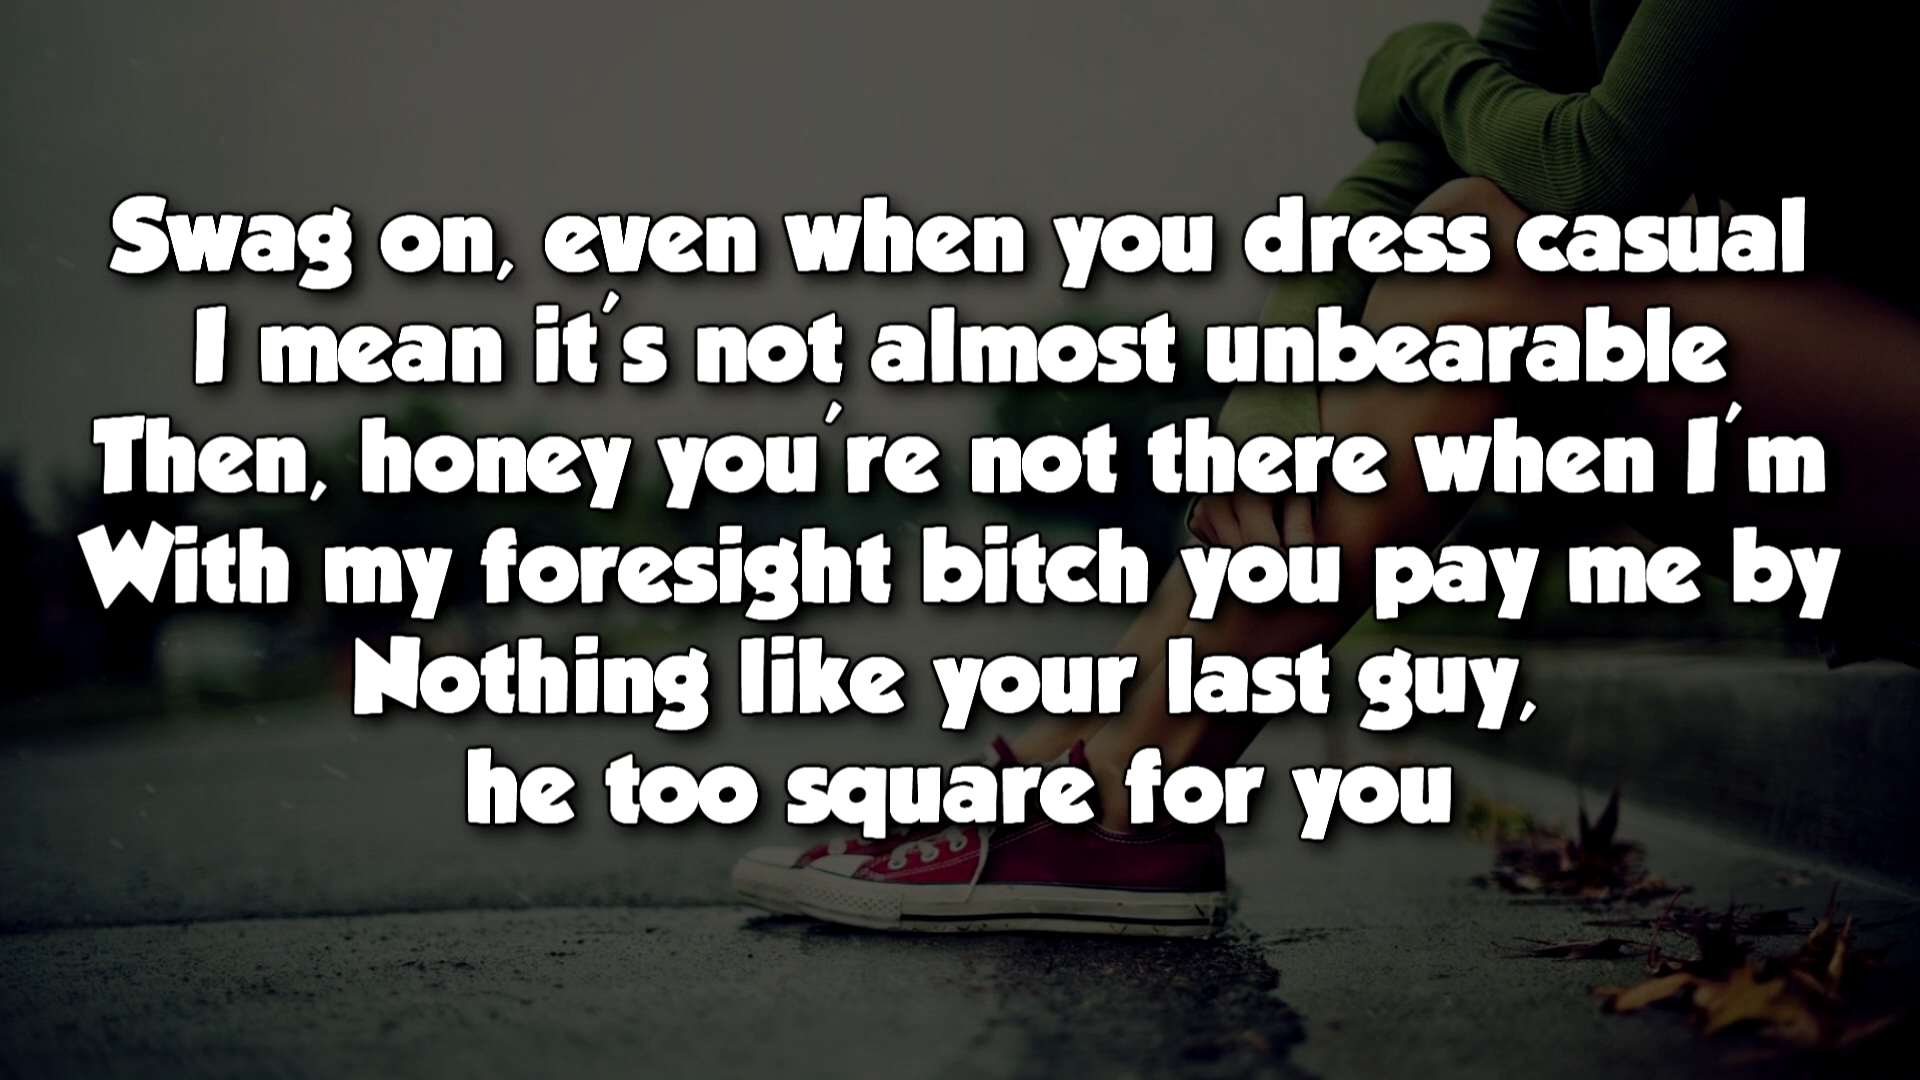 Swag on, even when you dress casual
I mean it's not almost unbearable
Then, honey you're not there when I'm
With my foresight bitch you pay me by
Nothing like your last guy,
he too square for you